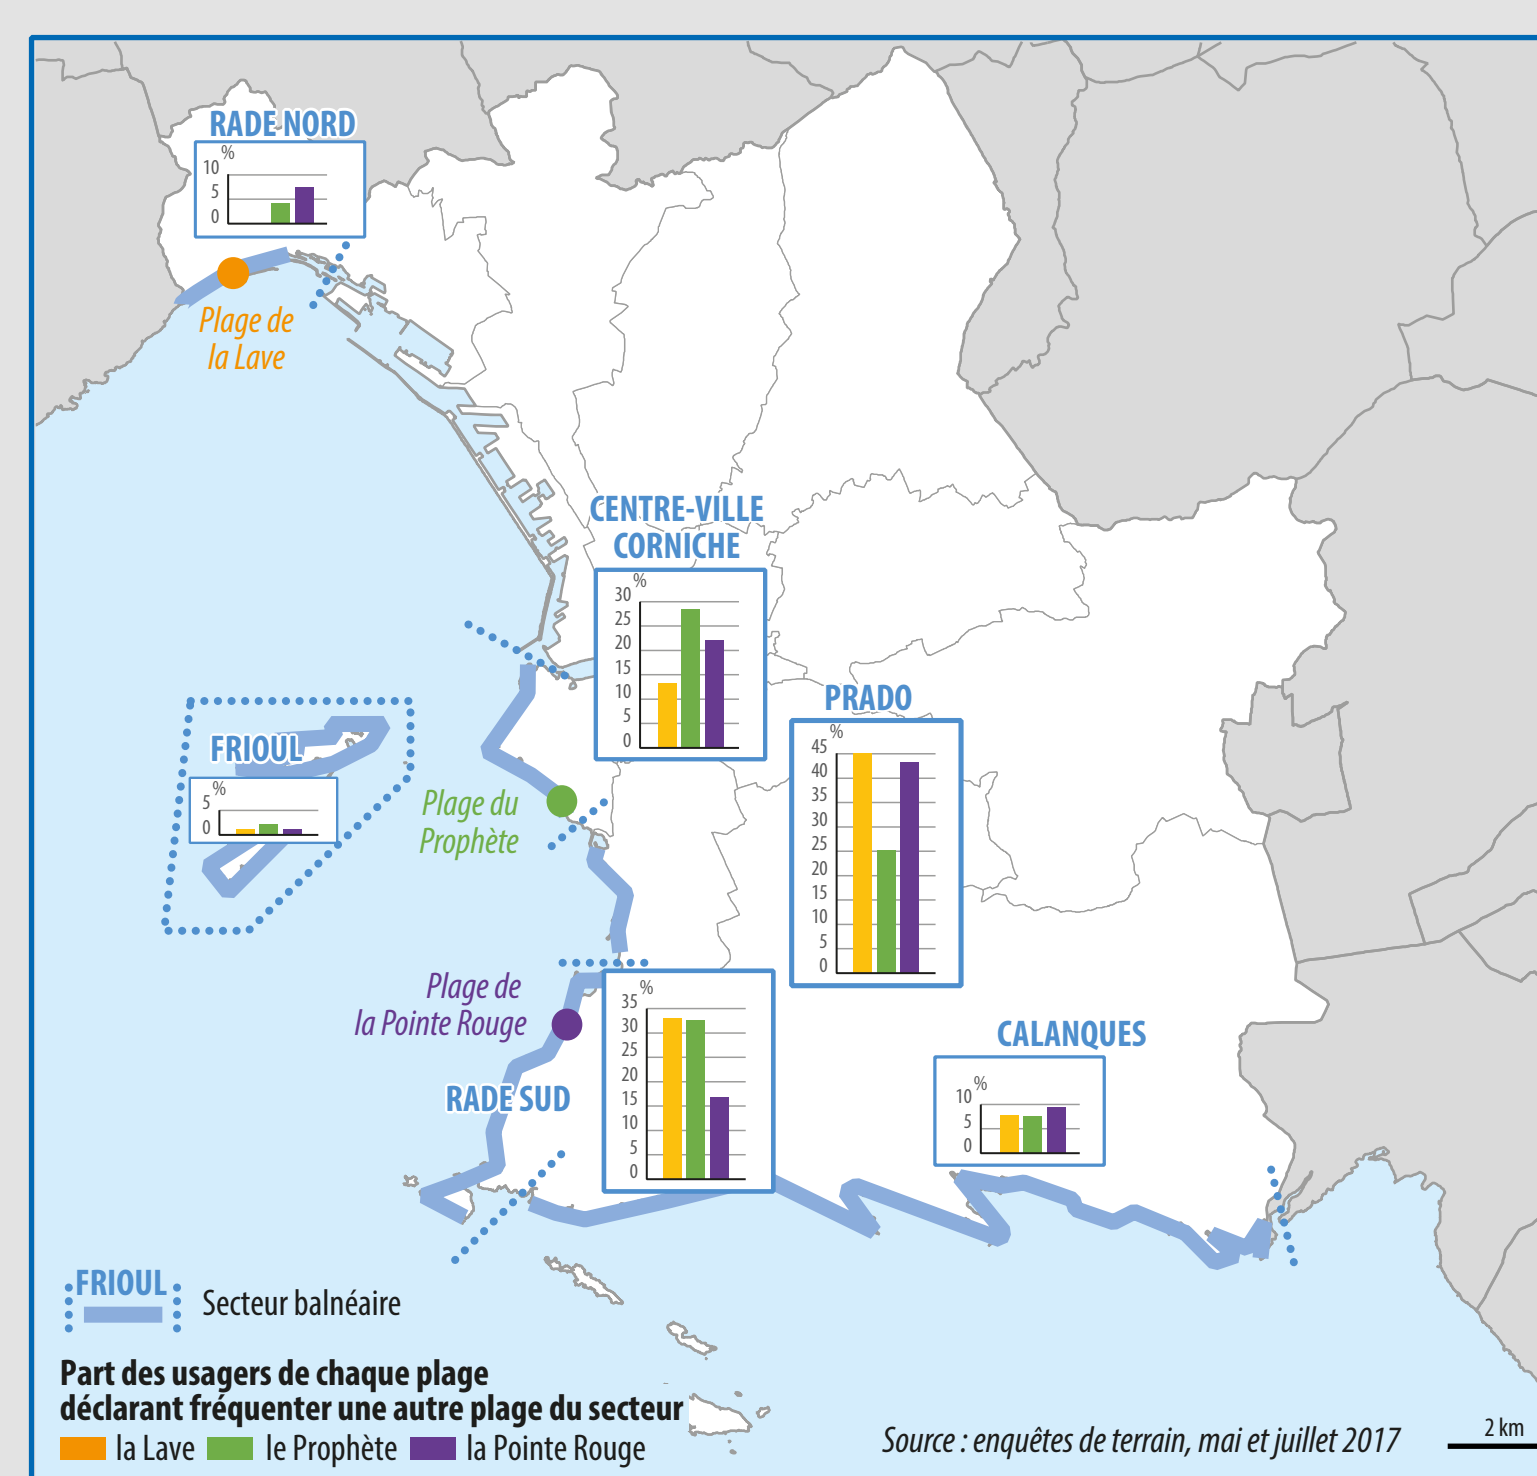 RADE NORD
%
10
5
0
Plage de
la Lave
CENTRE-VILLE
CORNICHE
%
30
25
20
15
10
5
0
PRADO
%
45
40
35
30
25
20
15
10
5
0
FRIOUL
%
5
0
Plage du
Prophète
Plage de
la Pointe Rouge
RADE SUD
%
35
30
25
20
15
10
5
0
CALANQUES
%
10
5
0
FRIOUL
Secteur balnéaire
Part des usagers de chaque plage
déclarant fréquenter une autre plage du secteur
la Lave le Prophète la Pointe Rouge
Source : enquêtes de terrain, mai et juillet 2017
2 km